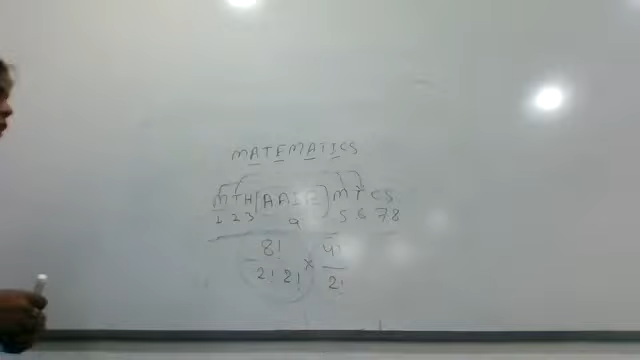 MATEMATICS
MTH(AAIE)MTCS
1 2 3 4 5 6 7 8
8! 4!
2! 2! × 2!